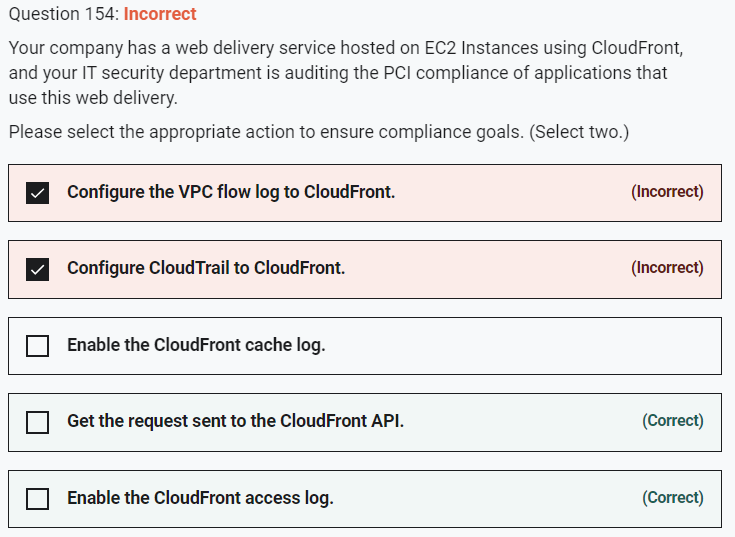 Question 154: Incorrect
Your company has a web delivery service hosted on EC2 Instances using CloudFront,
and your IT security department is auditing the PCI compliance of applications that
use this web delivery.
Please select the appropriate action to ensure compliance goals. (Select two.)
Configure the VPC flow log to CloudFront. (Incorrect)
Configure CloudTrail to CloudFront. (Incorrect)
Enable the CloudFront cache log.
Get the request sent to the CloudFront API. (Correct)
Enable the CloudFront access log. (Correct)